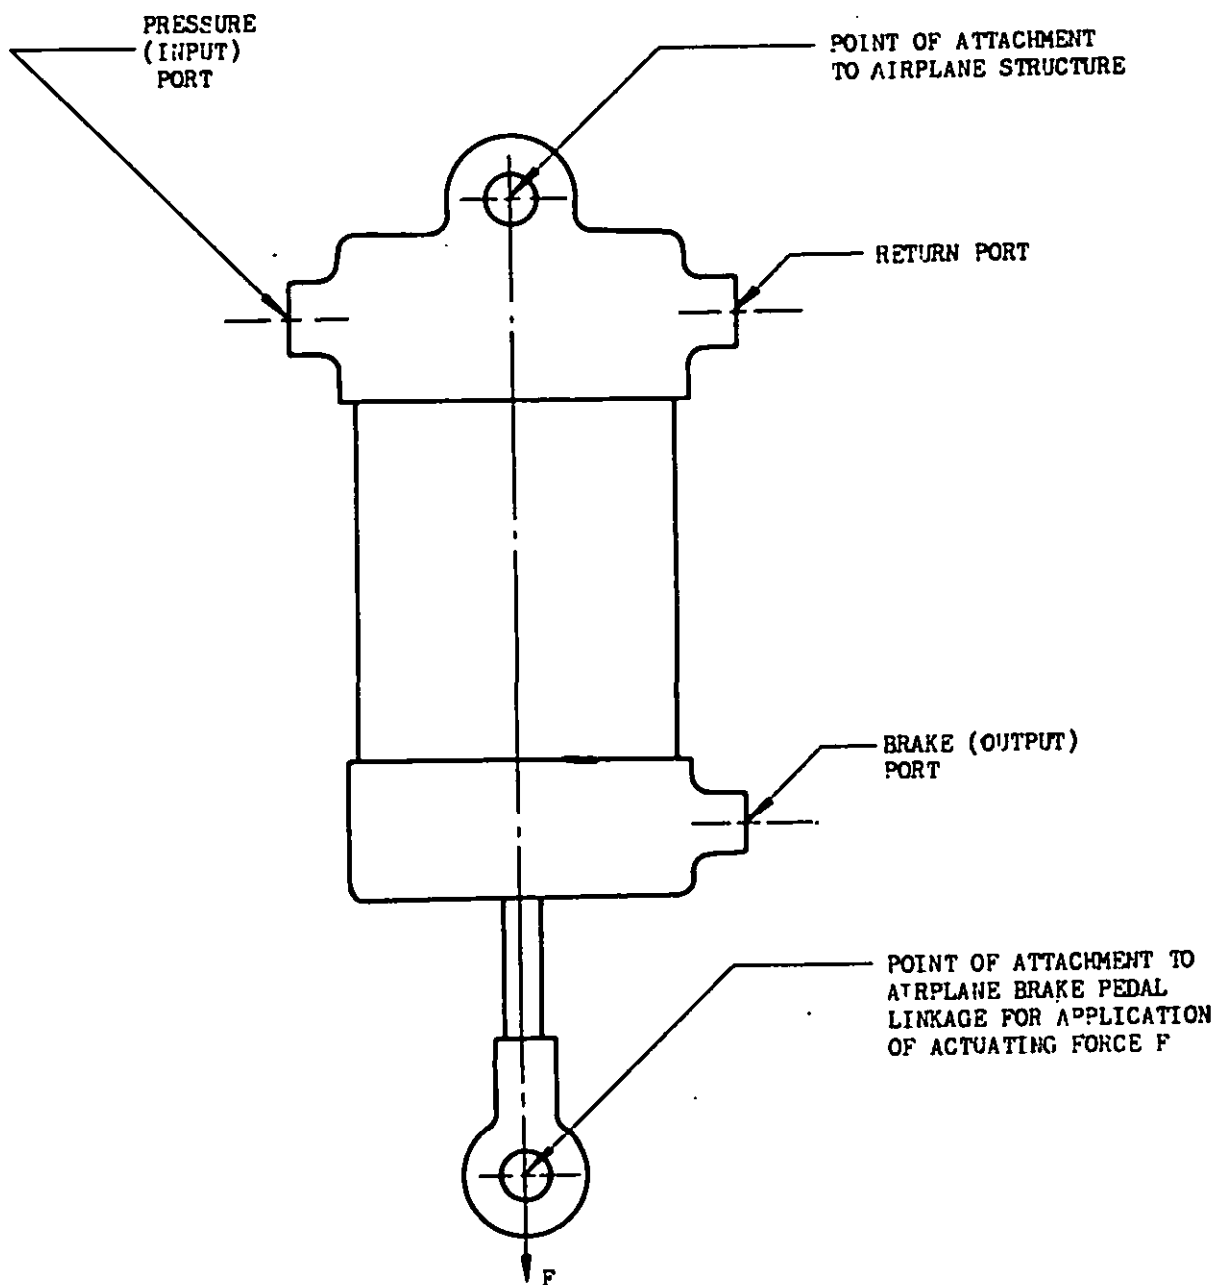 PRESSURE
(INPUT)
PORT
POINT OF ATTACHMENT
TO AIRPLANE STRUCTURE
RETURN PORT
BRAKE (OUTPUT)
PORT
POINT OF ATTACHMENT TO
AIRPLANE BRAKE PEDAL
LINKAGE FOR APPLICATION
OF ACTUATING FORCE F
F